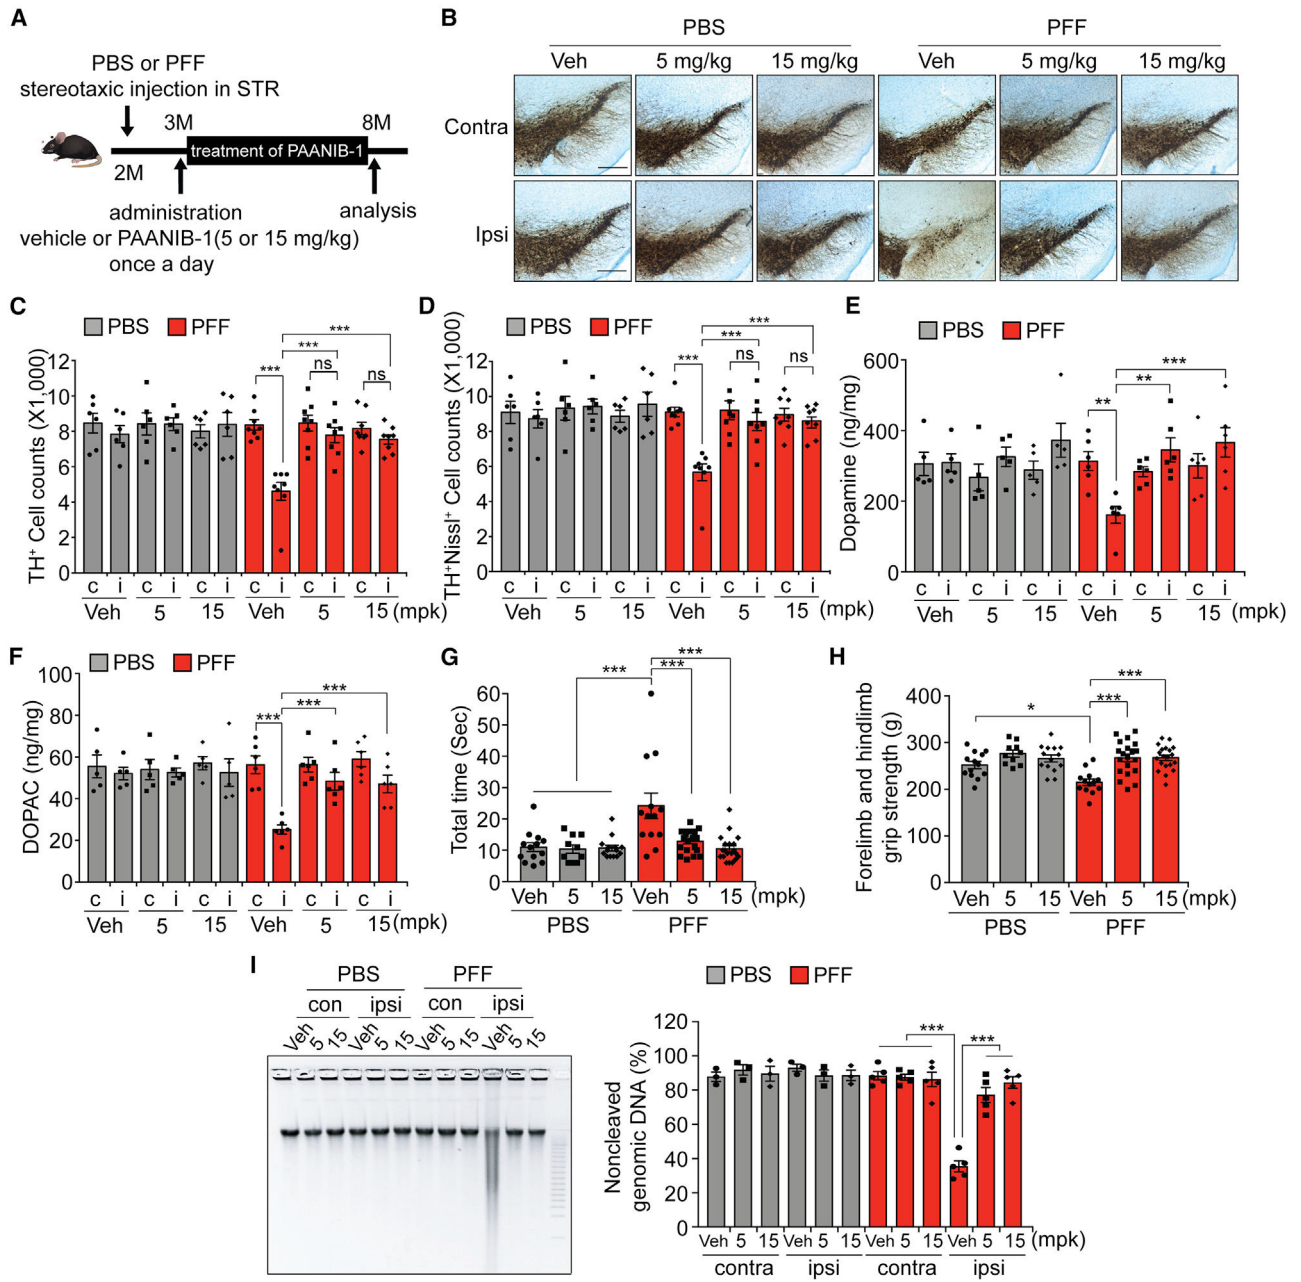 A
PBS or PFF
stereotaxic injection in STR
3M
8M
treatment of PAANIB-1
2M
administration
analysis
vehicle or PAANIB-1(5 or 15 mg/kg)
once a day
B
PBS
PFF
Veh
5 mg/kg
15 mg/kg
Veh
5 mg/kg
15 mg/kg
Contra
Ipsi
C
PBS
PFF
TH+ Cell counts (X1,000)
12
10
8
6
4
2
0
***
***
***
ns
ns
c i c i c i c i c i c i
Veh 5 15 Veh 5 15 (mpk)
D
PBS
PFF
TH+Nissl+ Cell counts (X1,000)
12
10
8
6
4
2
0
***
***
***
ns
ns
c i c i c i c i c i c i
Veh 5 15 Veh 5 15 (mpk)
E
PBS
PFF
Dopamine (ng/mg)
600
400
200
0
***
**
**
c i c i c i c i c i c i
Veh 5 15 Veh 5 15 (mpk)
F
PBS
PFF
DOPAC (ng/mg)
100
80
60
40
20
0
***
***
***
c i c i c i c i c i c i
Veh 5 15 Veh 5 15 (mpk)
G
Total time (Sec)
60
50
40
30
20
10
0
***
***
***
Veh 5 15 Veh 5 15 (mpk)
PBS PFF
H
Forelimb and hindlimb
grip strength (g)
400
300
200
100
0
***
***
*
Veh 5 15 Veh 5 15 (mpk)
PBS PFF
I
PBS PFF
con ipsi con ipsi
Veh 5 15 Veh 5 15 Veh 5 15 Veh 5 15
PBS
PFF
Noncleaved
genomic DNA (%)
120
100
80
60
40
20
0
***
***
Veh 5 15 Veh 5 15 Veh 5 15 Veh 5 15 (mpk)
contra ipsi contra ipsi